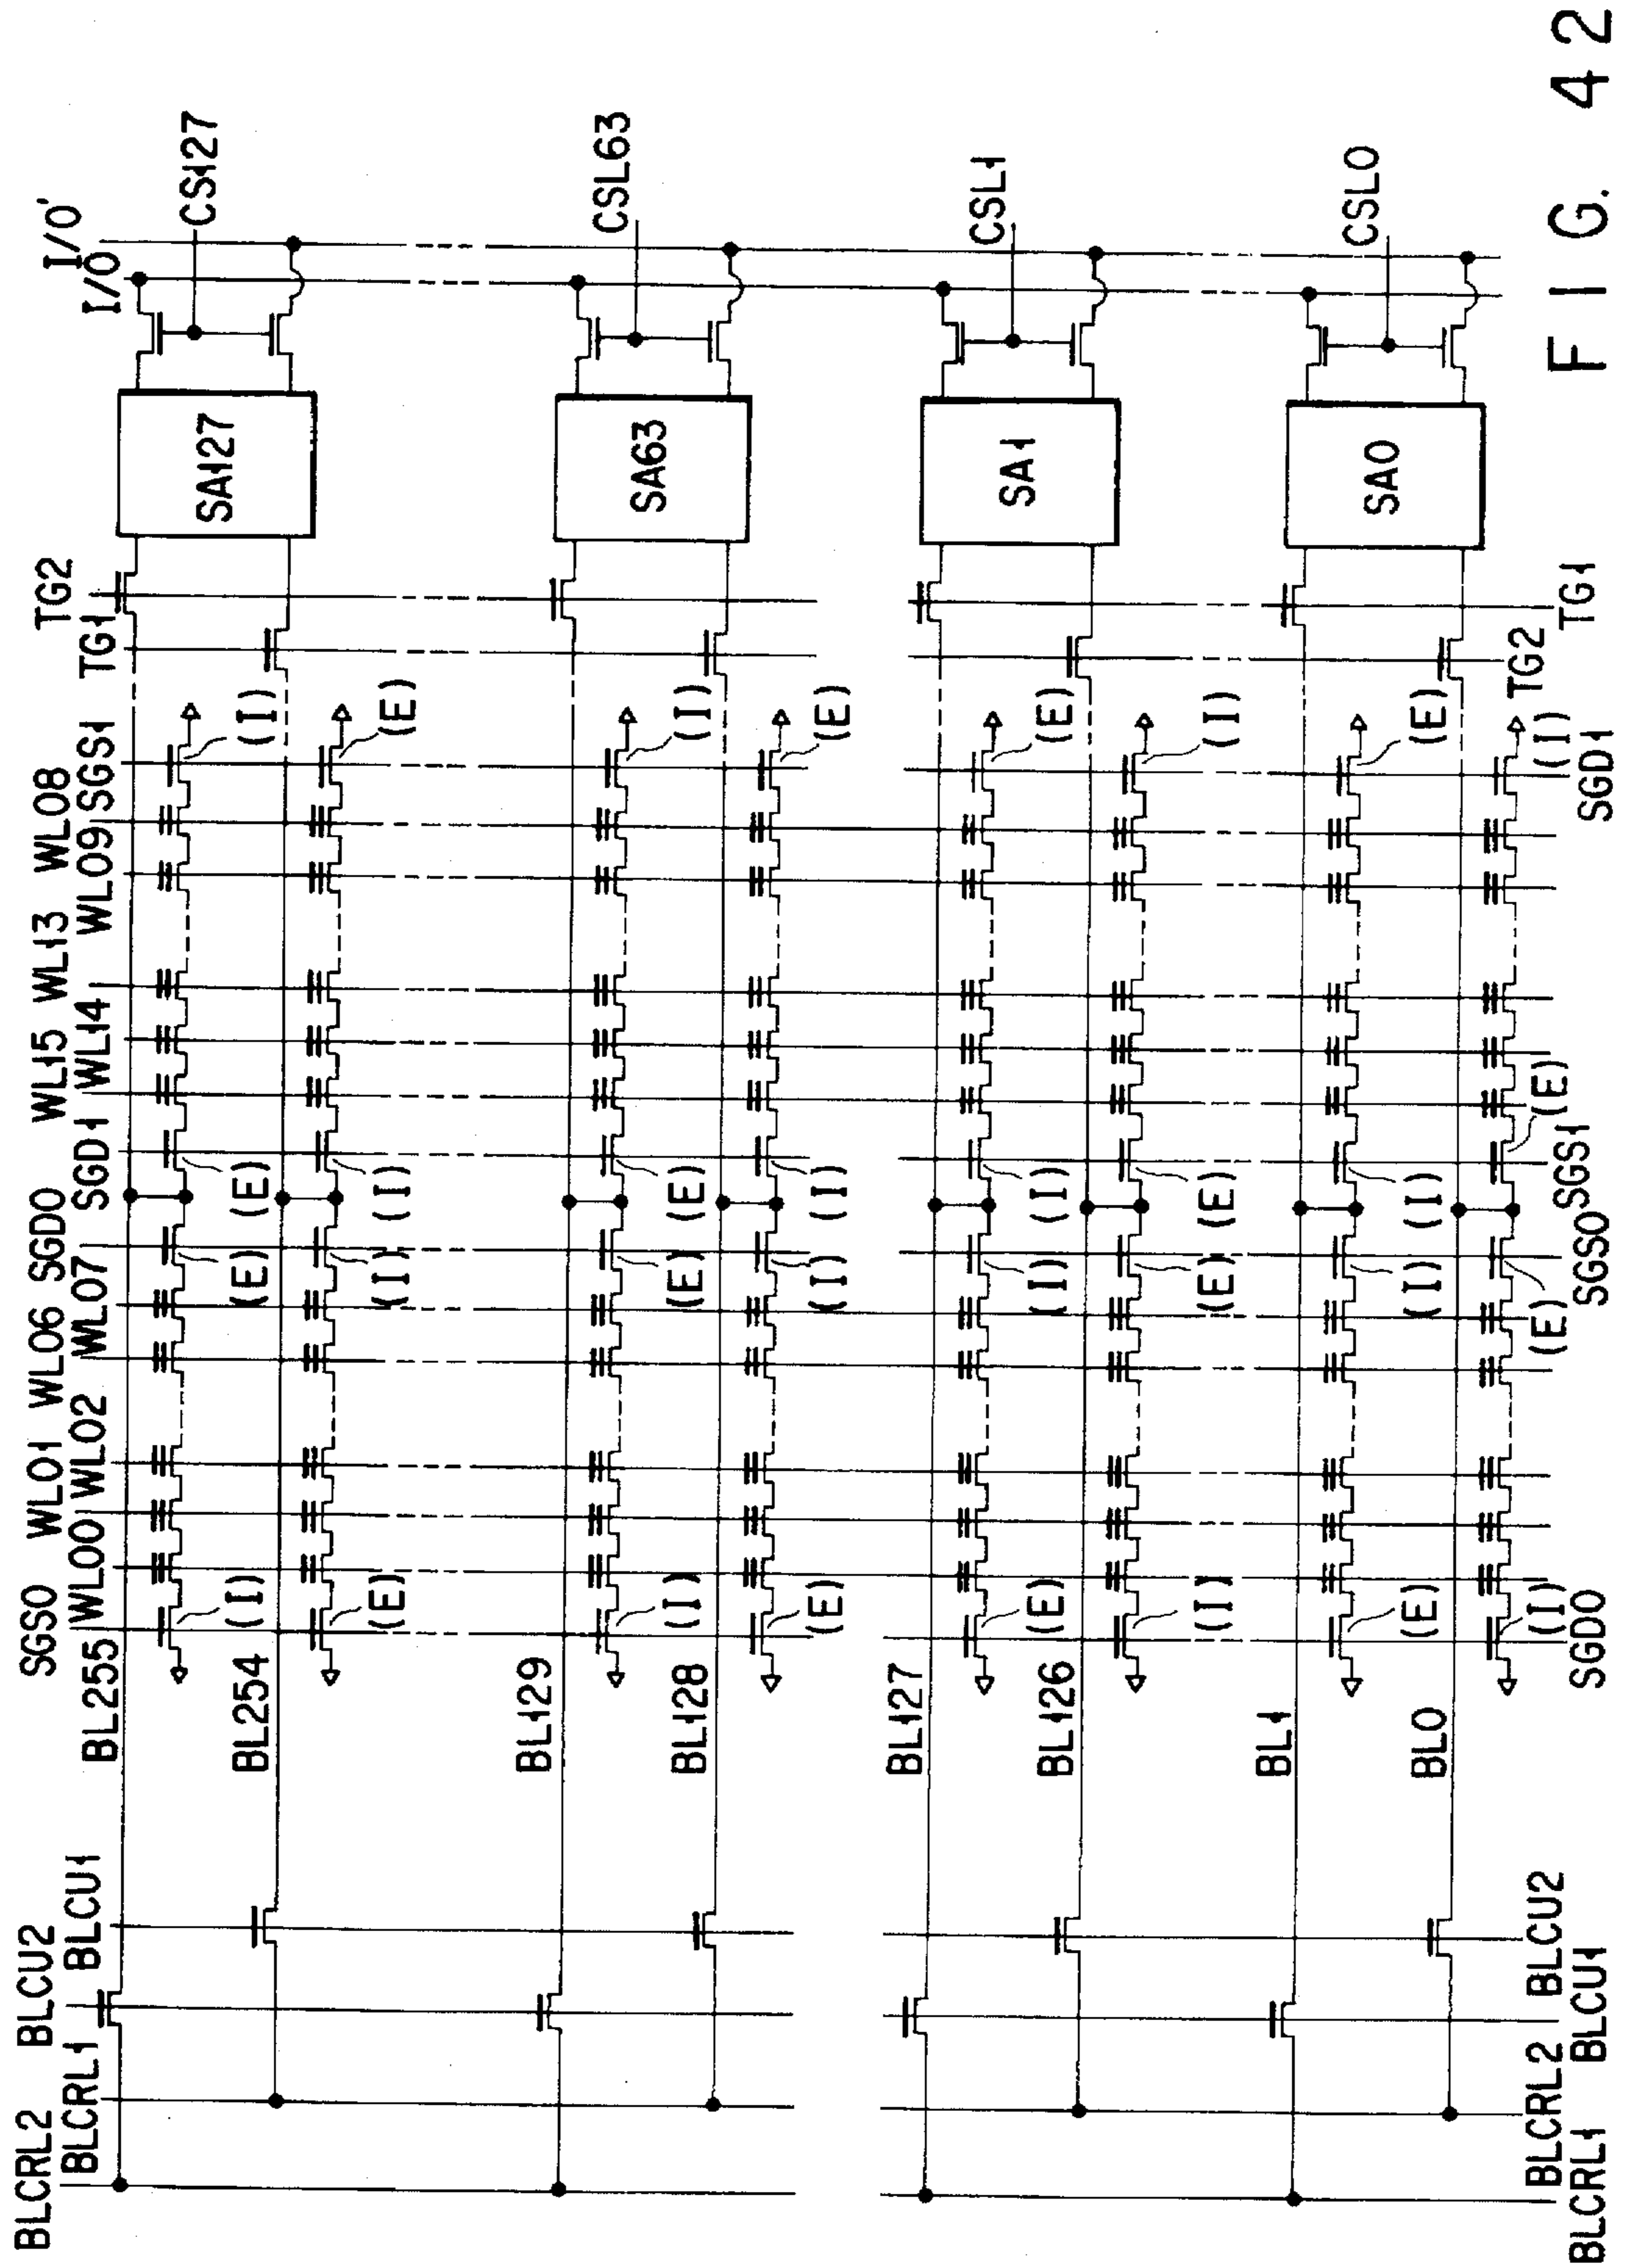 BLCRL2 BLCU2 SGS0 WL01 WL06 SGD0 WL15 WL13 WL08 TG2 I/O'
BLCRL1 BLCU1 BL255 WL00 WL02 WL07 SGD1 WL14 WL09 SGS1 TG1 I/O
CS127
SA127
(I) (E) (E) (I)
BL254
(E) (I) (I) (E)
BL129
CSL63
SA63
(I) (E) (E) (I)
BL128
(E) (I) (I) (E)
BL127
CSL1
SA1
(E) (I) (I) (E)
BL126
(I) (E) (E) (I)
BL1
CSL0
SA0
(E) (I) (I) (E)
BL0
(I) (E) (E) (I)
BLCRL2 BLCU2 SGD0 SGS0 SGS1 SGD1 TG2 TG1
BLCRL1 BLCU1
FIG. 42